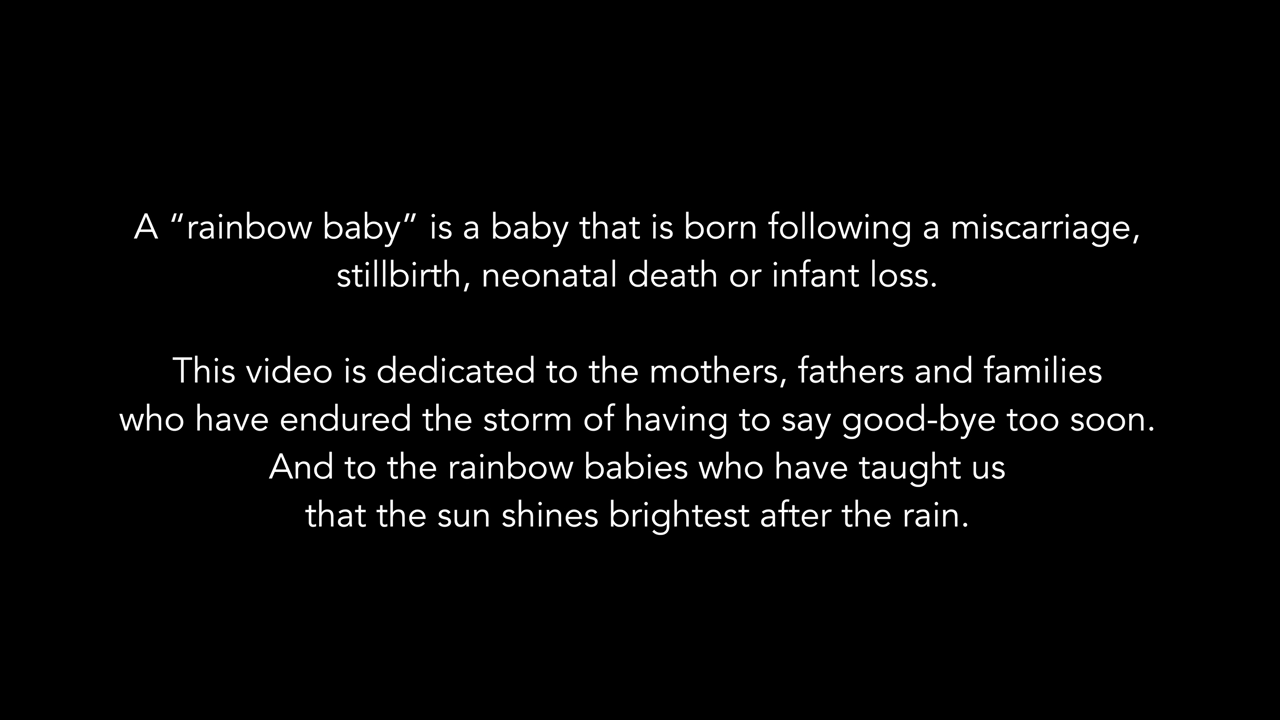 A “rainbow baby” is a baby that is born following a miscarriage,
stillbirth, neonatal death or infant loss.
This video is dedicated to the mothers, fathers and families
who have endured the storm of having to say good-bye too soon.
And to the rainbow babies who have taught us
that the sun shines brightest after the rain.